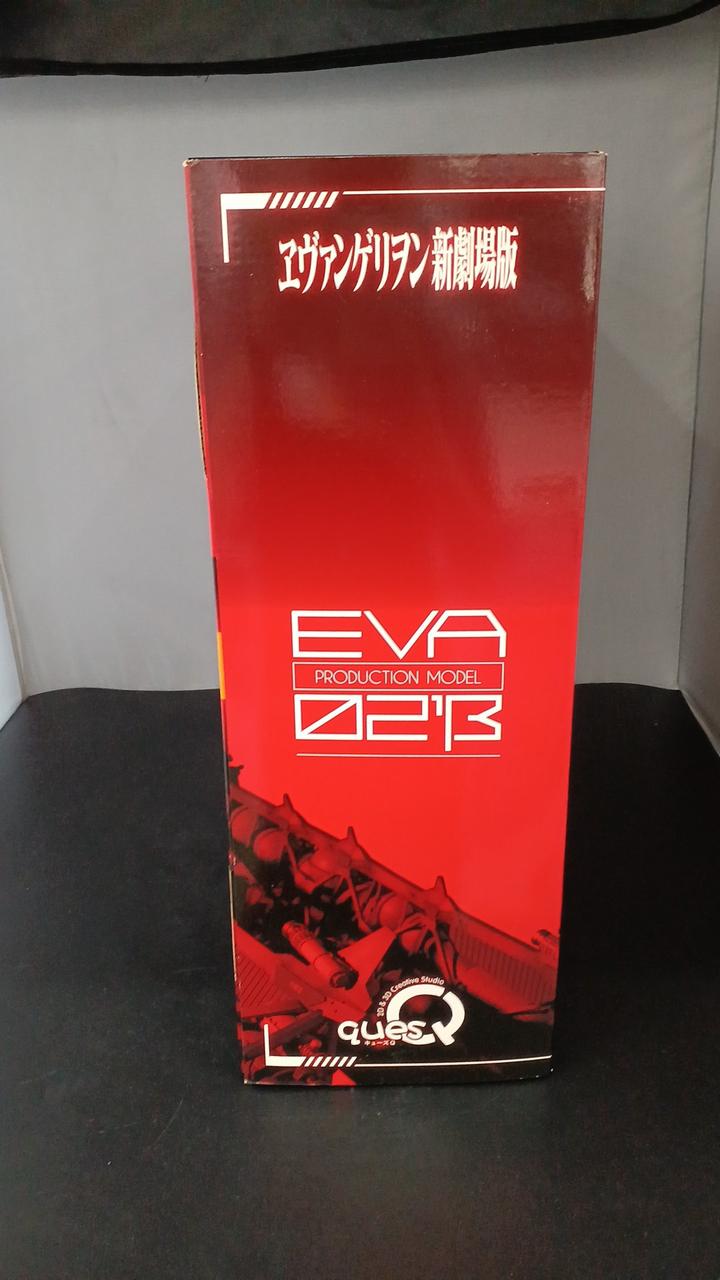 ヱヴァンゲリヲン新劇場版
EVA
PRODUCTION MODEL
02'β
2D & 3D Creative Studio
quesQ
キューズQ